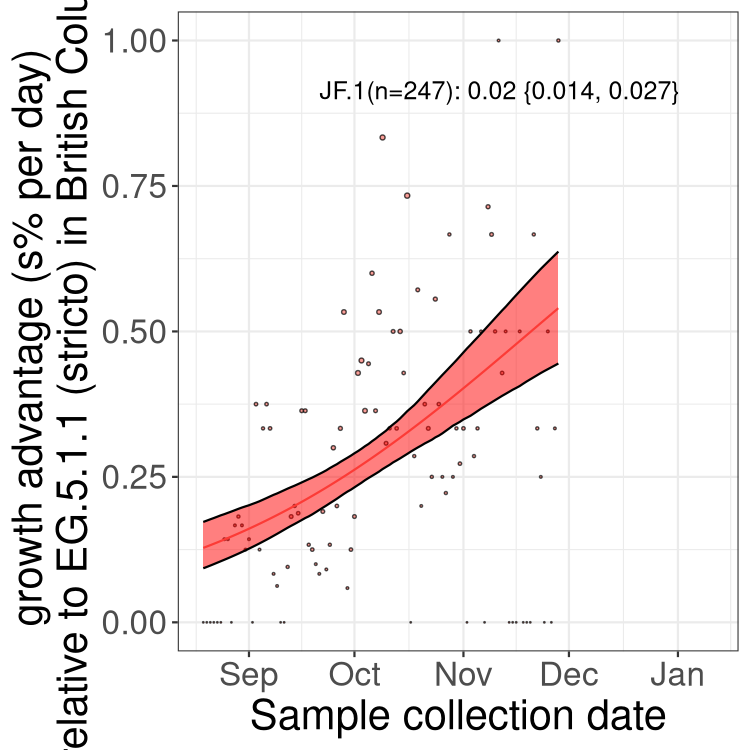 growth advantage (s% per day)
relative to EG.5.1.1 (stricto) in British
1.00
0.75
0.50
0.25
0.00
JF.1(n=247): 0.02 {0.014, 0.027}
Sep Oct Nov Dec Jan
Sample collection date